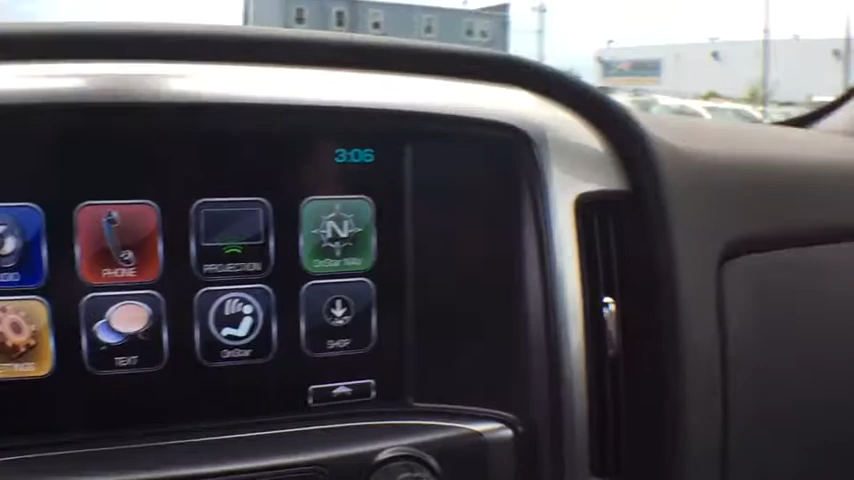 3:06
PHONE
PROJECTION
N
OnStar NAV
TEXT
OnStar
SHOP